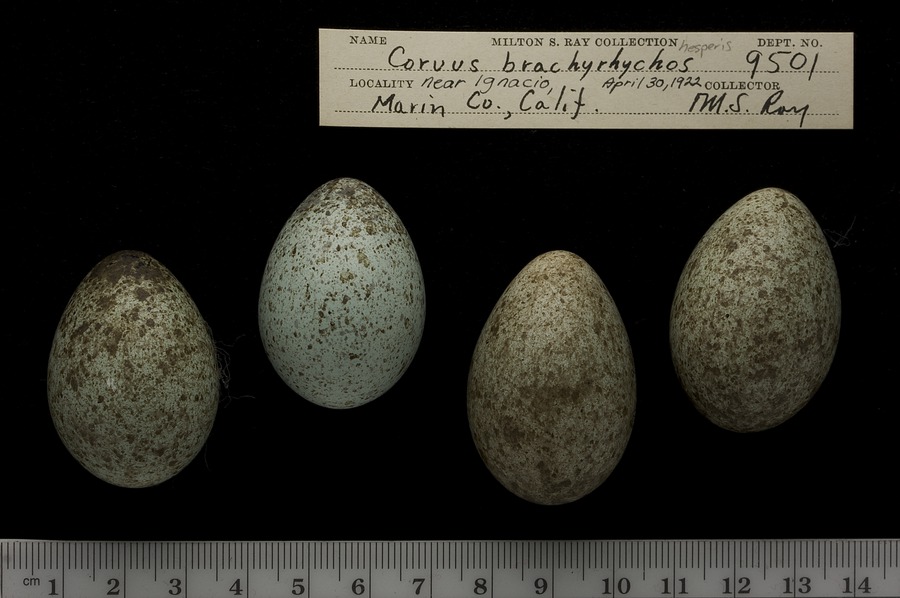 NAME MILTON S. RAY COLLECTION hesperis DEPT. NO.
Corvus brachyrhychos 9501
LOCALITY near Ignacio, April 30, 1922 COLLECTOR
Marin Co., Calif. M.S. Ray
cm 1 2 3 4 5 6 7 8 9 10 11 12 13 14